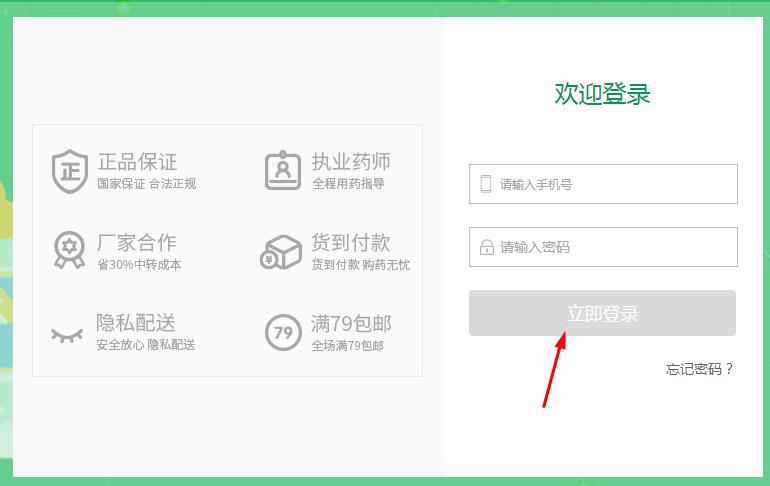 欢迎登录
正品保证
国家保证 合法正规
执业药师
全程用药指导
厂家合作
省30%中转成本
货到付款
货到付款 购药无忧
隐私配送
安全放心 隐私配送
79
满79包邮
全场满79包邮
请输入手机号
请输入密码
立即登录
忘记密码？